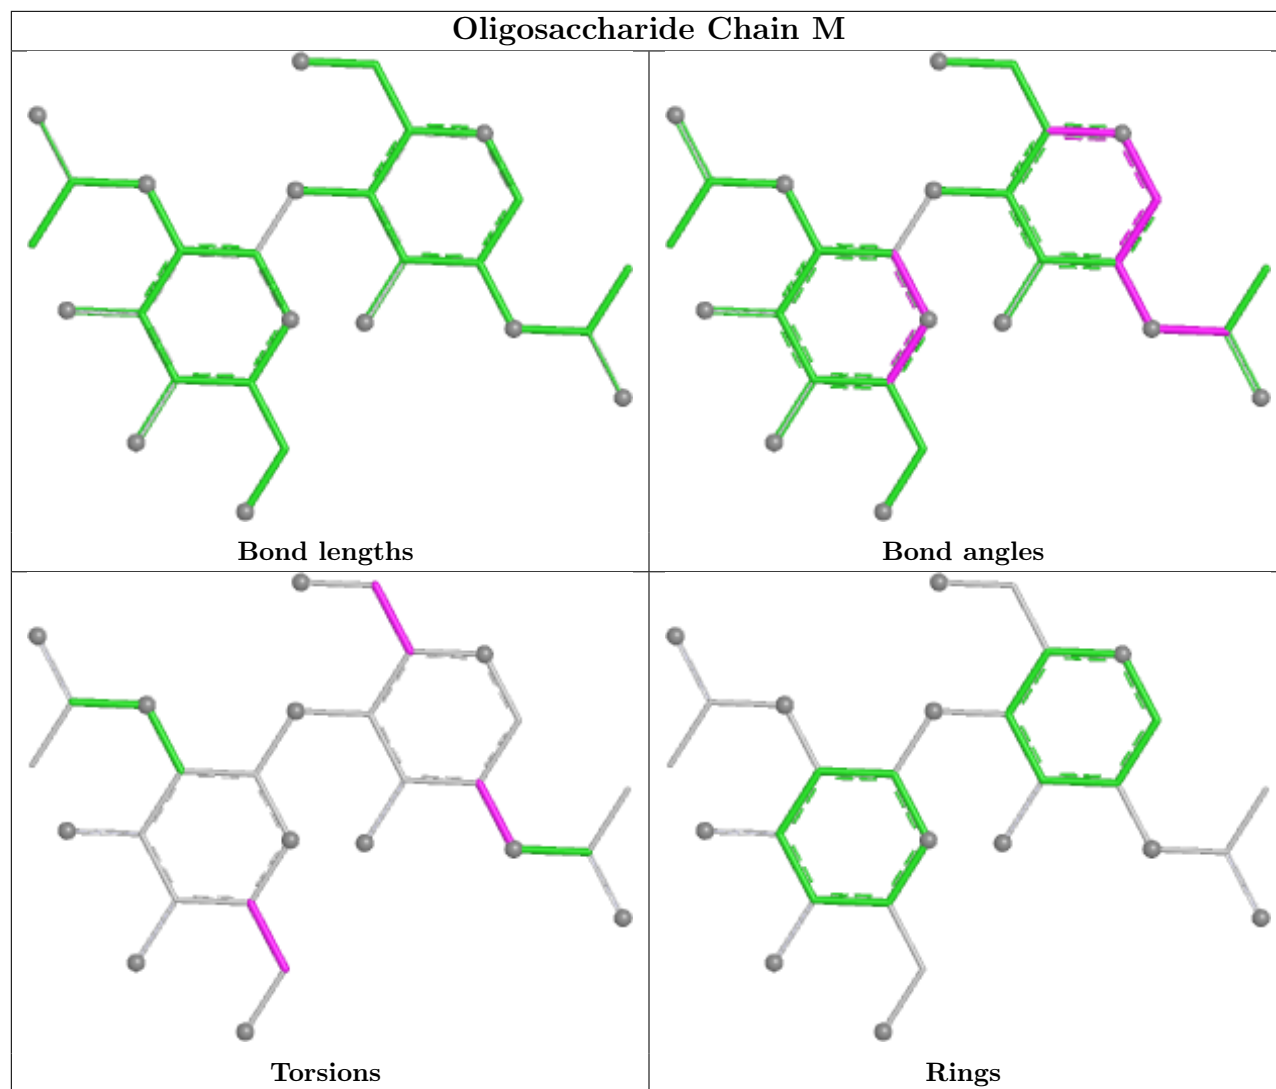 Oligosaccharide Chain M
Bond lengths
Bond angles
Torsions
Rings